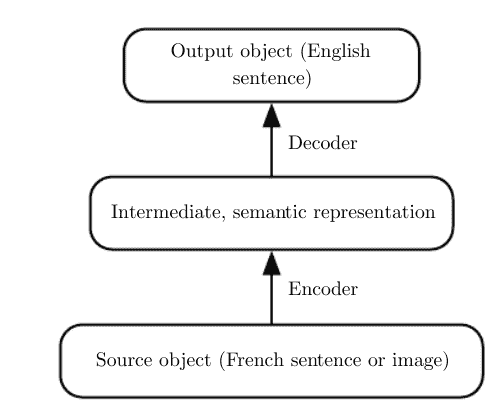 Output object (English
sentence)
Decoder
Intermediate, semantic representation
Encoder
Source object (French sentence or image)